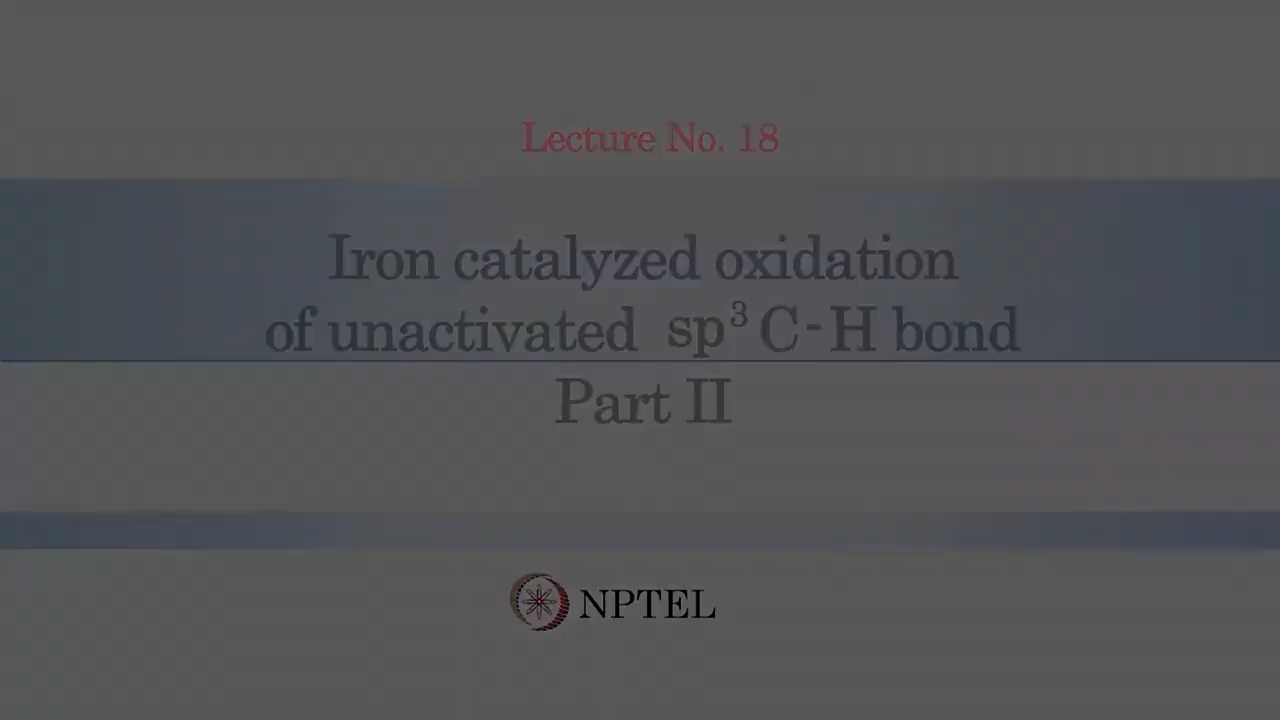 Lecture No. 18
Iron catalyzed oxidation
of unactivated sp³ C-H bond
Part II
NPTEL